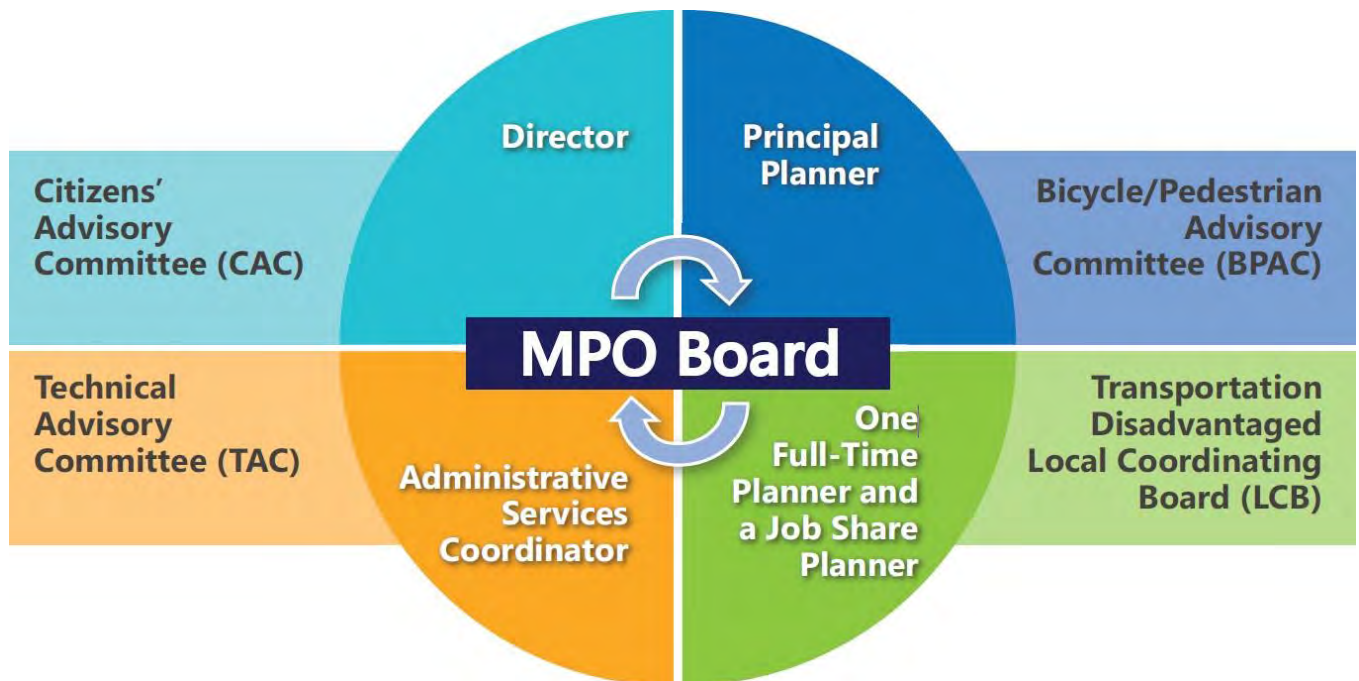 Director
Principal
Planner
Citizens’
Advisory
Committee (CAC)
Bicycle/Pedestrian
Advisory
Committee (BPAC)
MPO Board
Technical
Advisory
Committee (TAC)
Administrative
Services
Coordinator
One
Full-Time
Planner and
a Job Share
Planner
Transportation
Disadvantaged
Local Coordinating
Board (LCB)